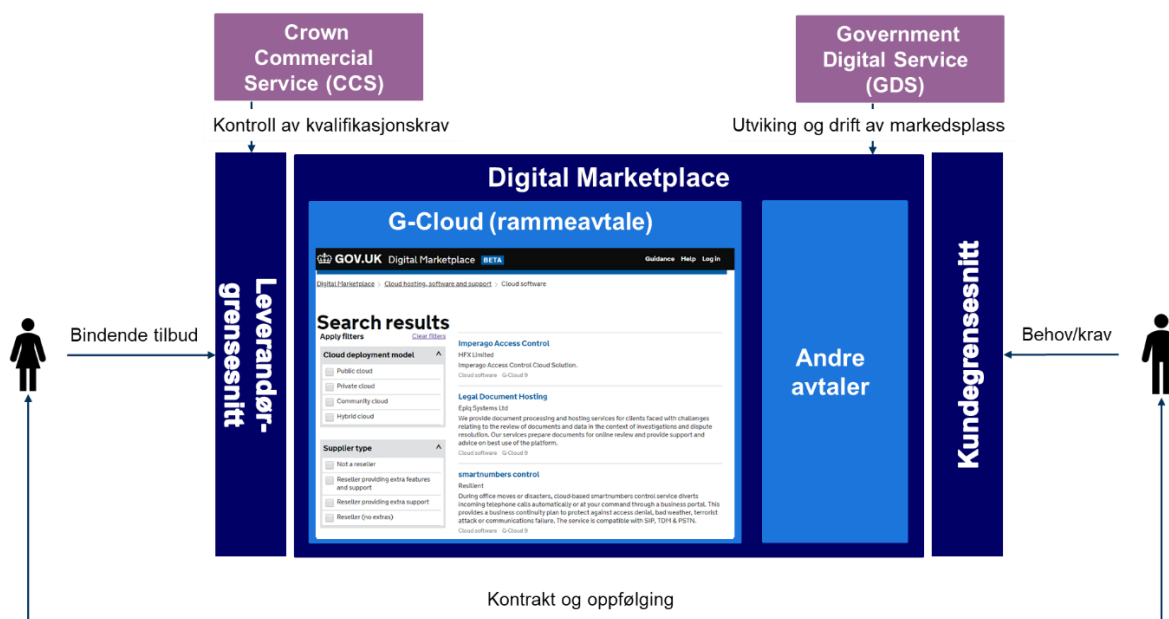 Crown
Commercial
Service (CCS)
Government
Digital Service
(GDS)
Kontroll av kvalifikasjonskrav
Utviking og drift av markedsplass
Digital Marketplace
G-Cloud (rammeavtale)
GOV.UK Digital Marketplace BETA
Guidance Help Log in
Digital Marketplace > Cloud hosting, software and support > Cloud software
Search results
Apply filters Clear filters
Cloud deployment model
Public cloud
Private cloud
Community cloud
Hybrid cloud
Supplier type
Not a reseller
Reseller providing extra features
and support
Reseller providing extra support
Reseller (no extras)
Imperago Access Control
HFX Limited
Imperago Access Control Cloud Solution.
Cloud software G-Cloud 9
Legal Document Hosting
Epiq Systems Ltd
We provide document processing and hosting services for clients faced with challenges
relating to the review of documents and data in the context of investigations and dispute
resolution. Our services prepare documents for online review and provide support and
advice on best use of the platform.
Cloud software G-Cloud 9
smartnumbers control
Resilient
During office moves or disasters, cloud-based smartnumbers control service diverts
incoming telephone calls automatically or at your command through a business portal. This
provides a business continuity plan to protect against access denial, bad weather, terrorist
attack or communications failure. The service is compatible with SIP, TDM & PSTN.
Cloud software G-Cloud 9
Andre
avtaler
Leverandør-
grensesnitt
Knupdegrensesnitt
Bindende tilbud
Behov/krav
Kontrakt og oppfølging